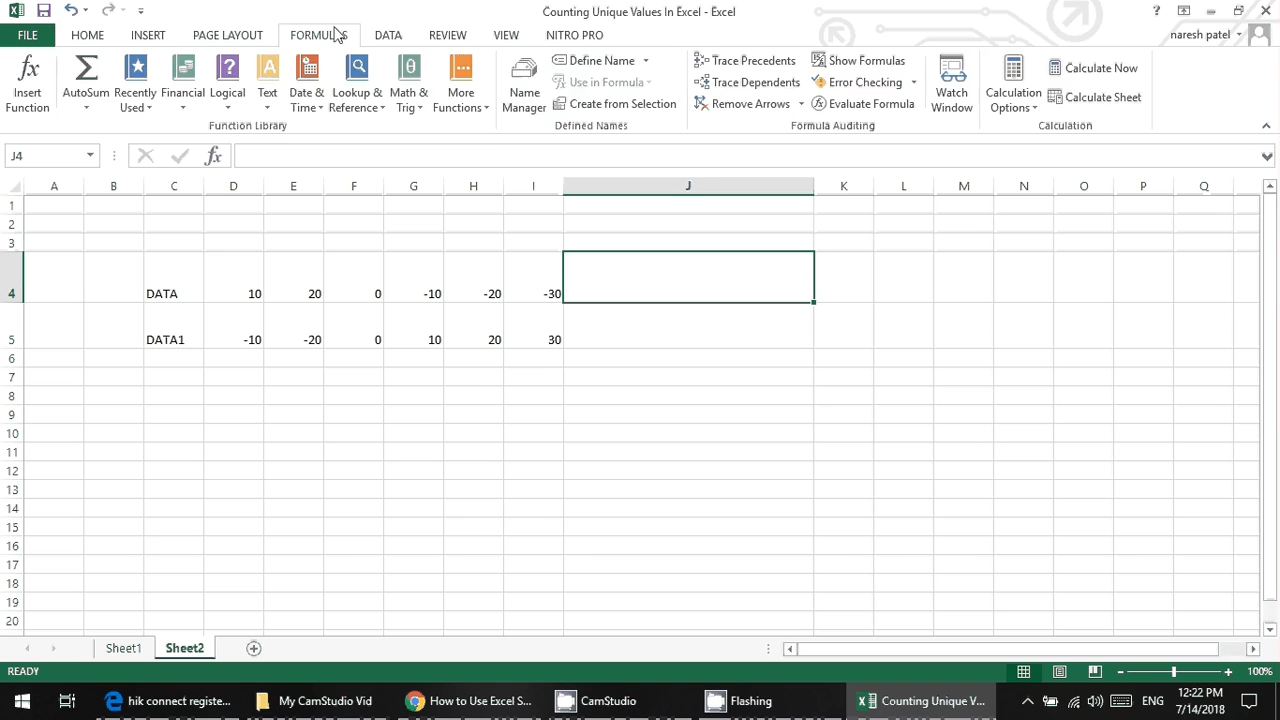 Counting Unique Values In Excel - Excel
FILE HOME INSERT PAGE LAYOUT FORMULAS DATA REVIEW VIEW NITRO PRO naresh patel
Insert Function
AutoSum
Recently Used
Financial
Logical
Text
Date & Time
Lookup & Reference
Math & Trig
More Functions
Function Library
Name Manager
Define Name
Use in Formula
Create from Selection
Defined Names
Trace Precedents
Trace Dependents
Remove Arrows
Show Formulas
Error Checking
Evaluate Formula
Formula Auditing
Watch Window
Calculation Options
Calculate Now
Calculate Sheet
Calculation
J4 fx
A B C D E F G H I J K L M N O P Q
1
2
3
4 DATA 10 20 0 -10 -20 -30
5 DATA1 -10 -20 0 10 20 30
6
7
8
9
10
11
12
13
14
15
16
17
18
19
20
Sheet1 Sheet2
READY 100%
hik connect registe... My CamStudio Vid How to Use Excel S... CamStudio Flashing Counting Unique V... ENG 12:22 PM
7/14/2018